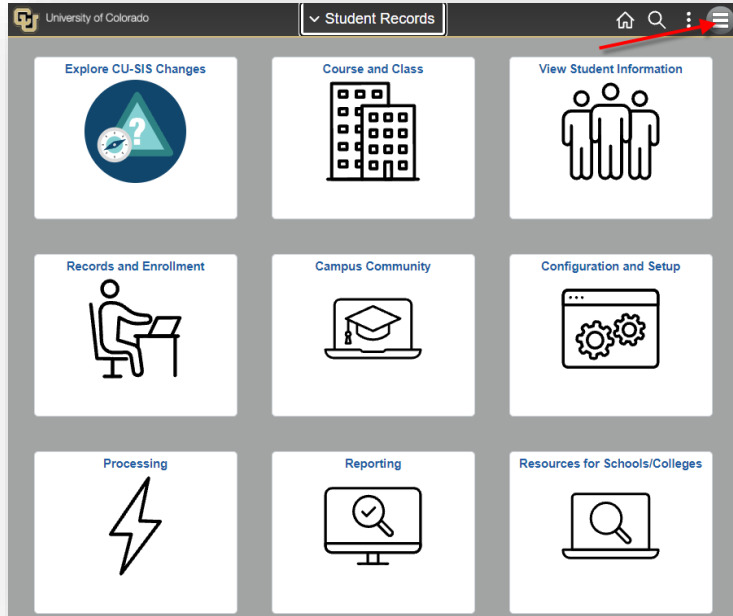 University of Colorado
Student Records
Explore CU-SIS Changes
Course and Class
View Student Information
?
Records and Enrollment
Campus Community
Configuration and Setup
Processing
Reporting
Resources for Schools/Colleges